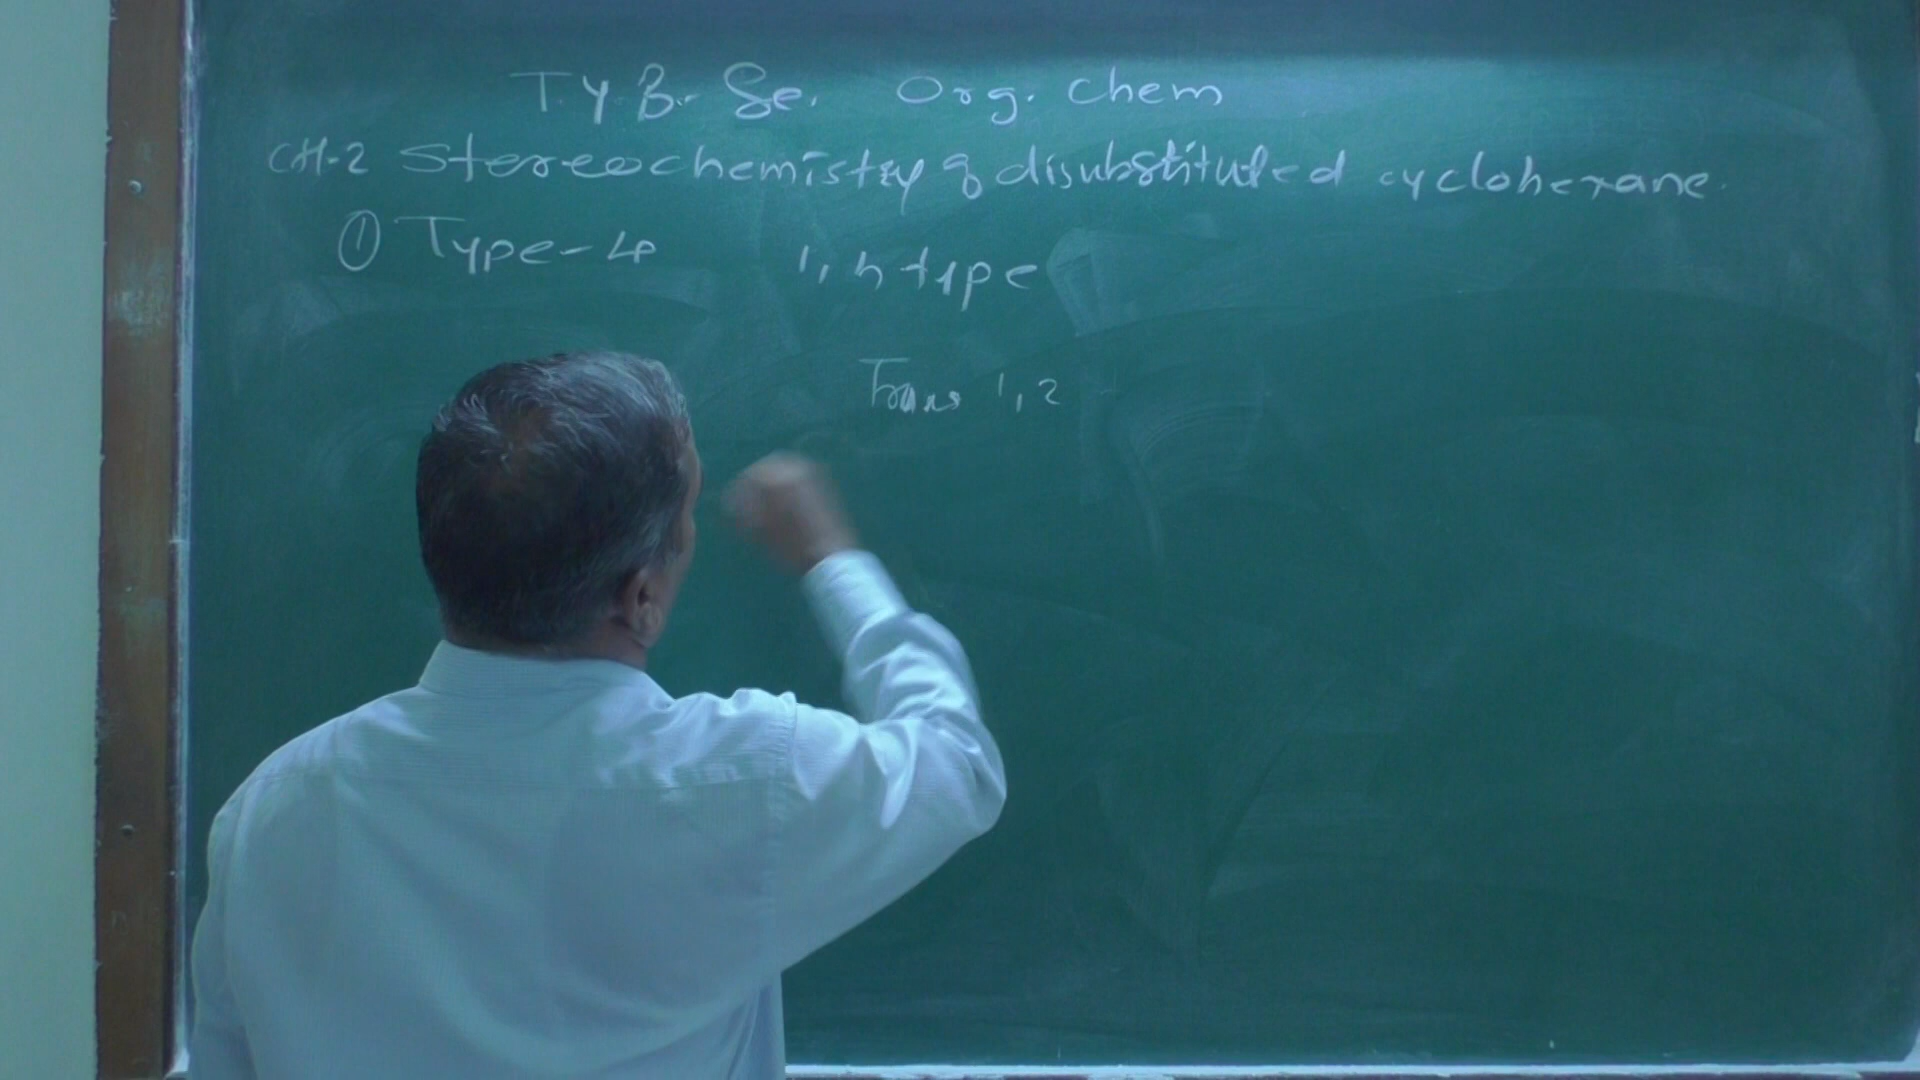 T.Y.B. Sc. Org. Chem
CH-2 Stereochemistry of disubstituted cyclohexane.
① Type-4 1,4 type
Trans 1,2